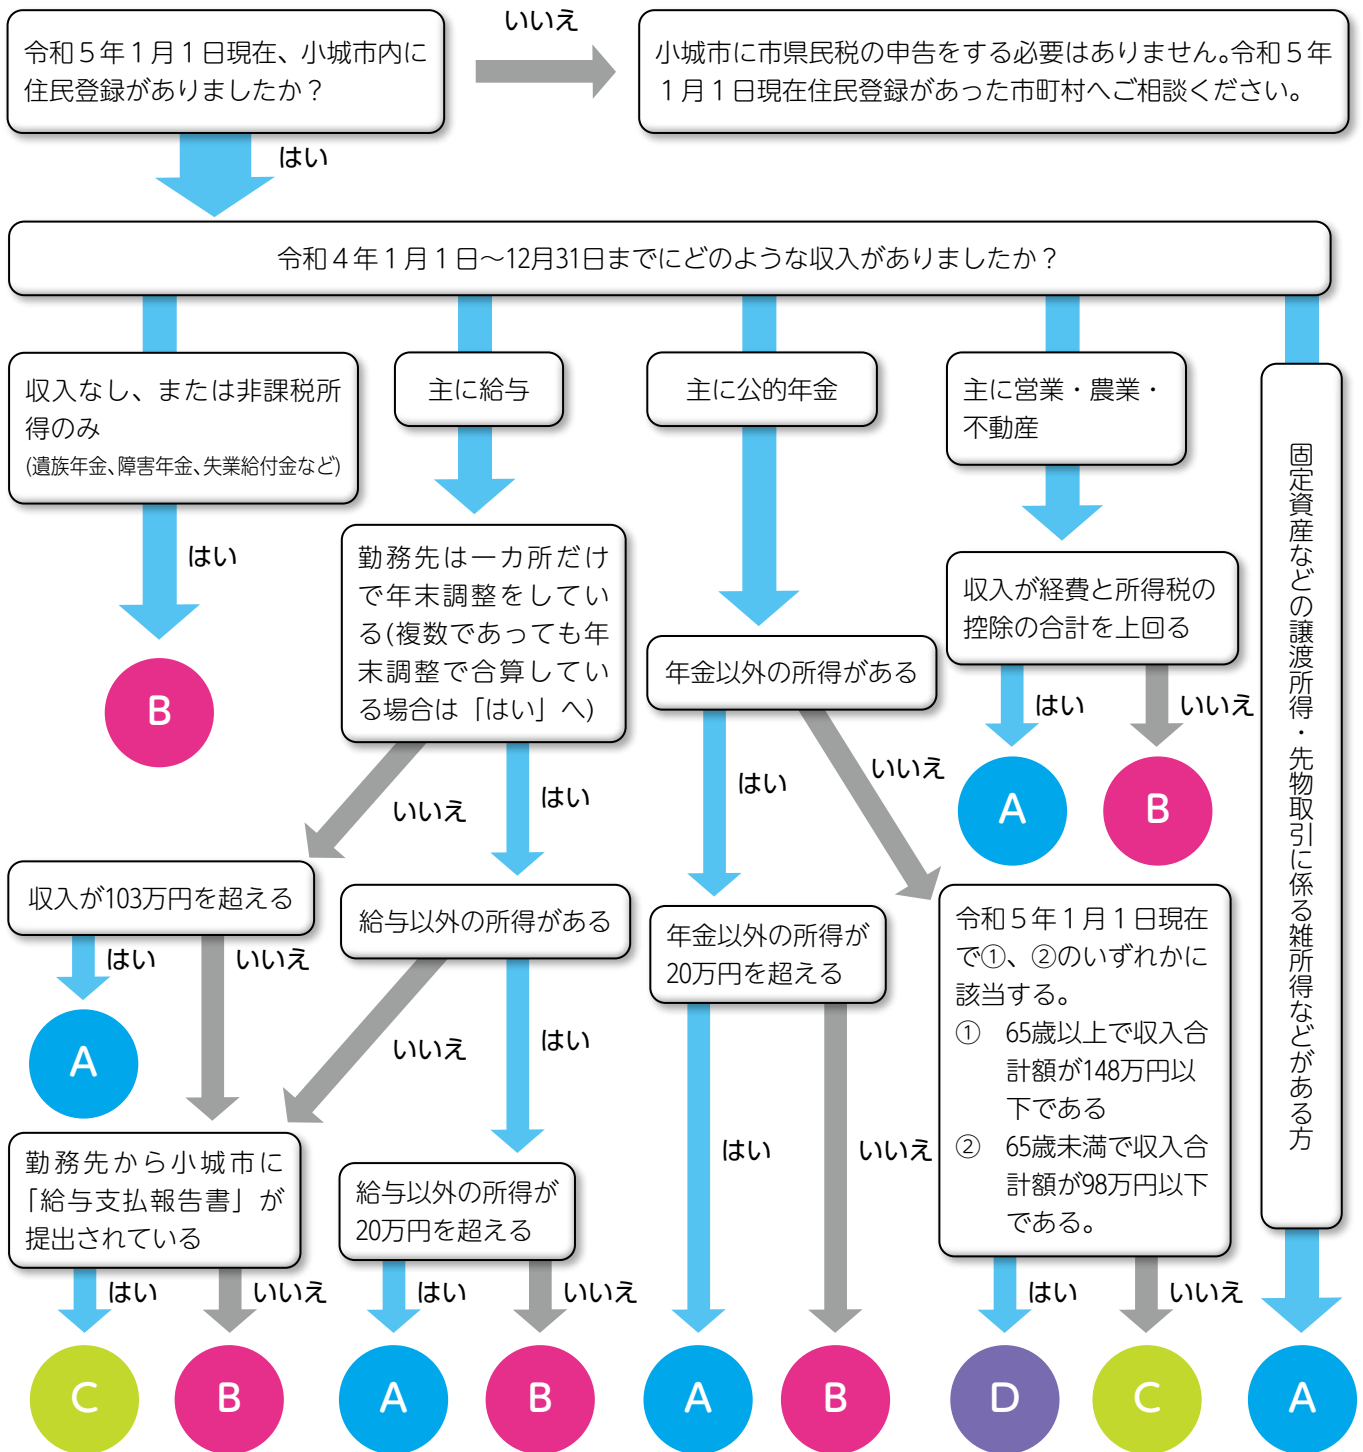 令和５年１月１日現在、小城市内に
住民登録がありましたか？
いいえ
小城市に市県民税の申告をする必要はありません。令和５年
１月１日現在住民登録があった市町村へご相談ください。
はい
令和４年１月１日～12月31日までにどのような収入がありましたか？
収入なし、または非課税所
得のみ
(遺族年金、障害年金、失業給付金など)
はい
B
主に給与
勤務先は一カ所だけ
で年末調整をしてい
る(複数であっても年
末調整で合算してい
る場合は「はい」へ)
いいえ
はい
収入が103万円を超える
はい
いいえ
A
給与以外の所得がある
いいえ
はい
勤務先から小城市に
「給与支払報告書」が
提出されている
はい
いいえ
C
B
給与以外の所得が
20万円を超える
はい
いいえ
A
B
主に公的年金
年金以外の所得がある
はい
いいえ
年金以外の所得が
20万円を超える
はい
いいえ
A
B
令和５年１月１日現在
で①、②のいずれかに
該当する。
① 65歳以上で収入合
計額が148万円以
下である
② 65歳未満で収入合
計額が98万円以下
である。
はい
いいえ
D
C
主に営業・農業・
不動産
収入が経費と所得税の
控除の合計を上回る
はい
いいえ
A
B
固定資産などの譲渡所得・先物取引に係る雑所得などがある方
A